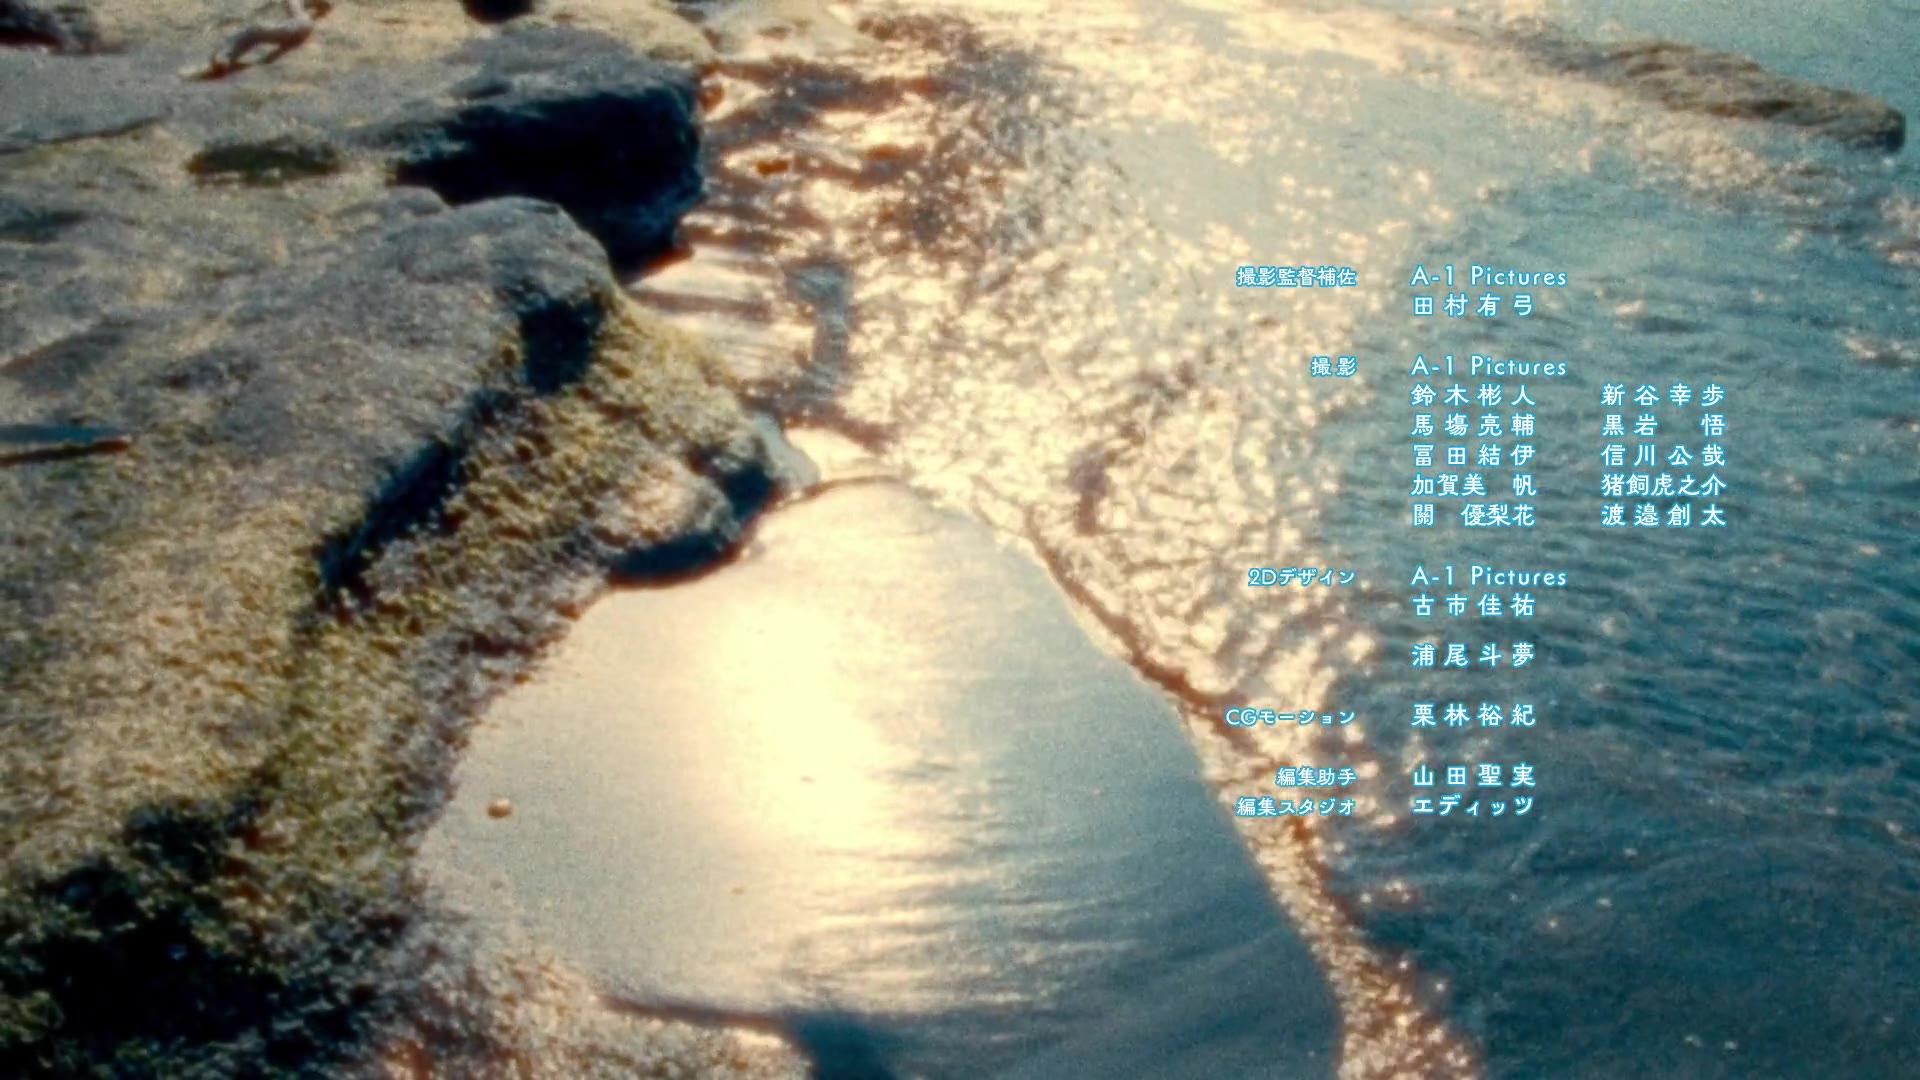 撮影監督補佐 A-1 Pictures
田村有弓
撮影 A-1 Pictures
鈴木彬人 新谷幸歩
馬場亮輔 黒岩 悟
冨田結伊 信川公哉
加賀美 帆 猪飼虎之介
關 優梨花 渡邉創太
2Dデザイン A-1 Pictures
古市佳祐
浦尾斗夢
CGモーション 栗林裕紀
編集助手 山田聖実
編集スタジオ エディッツ